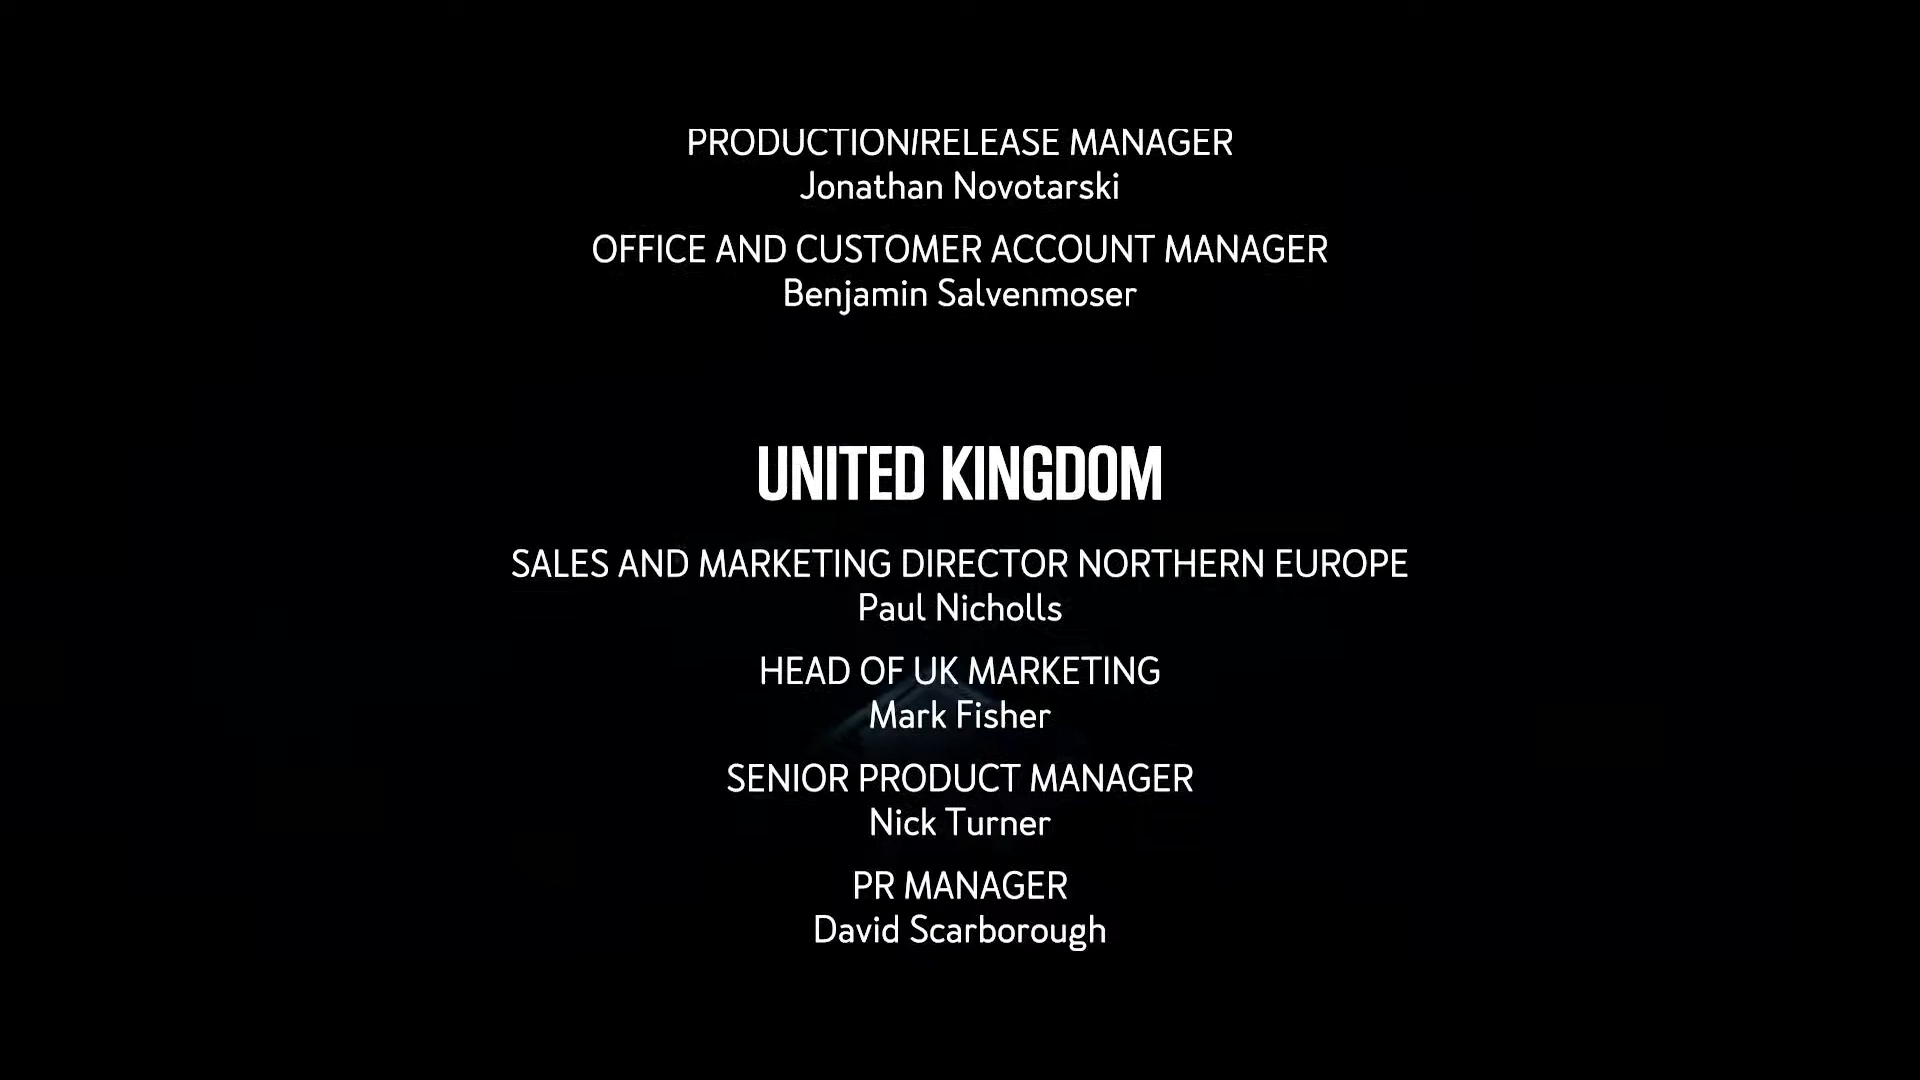 PRODUCTION/RELEASE MANAGER
Jonathan Novotarski
OFFICE AND CUSTOMER ACCOUNT MANAGER
Benjamin Salvenmoser
UNITED KINGDOM
SALES AND MARKETING DIRECTOR NORTHERN EUROPE
Paul Nicholls
HEAD OF UK MARKETING
Mark Fisher
SENIOR PRODUCT MANAGER
Nick Turner
PR MANAGER
David Scarborough